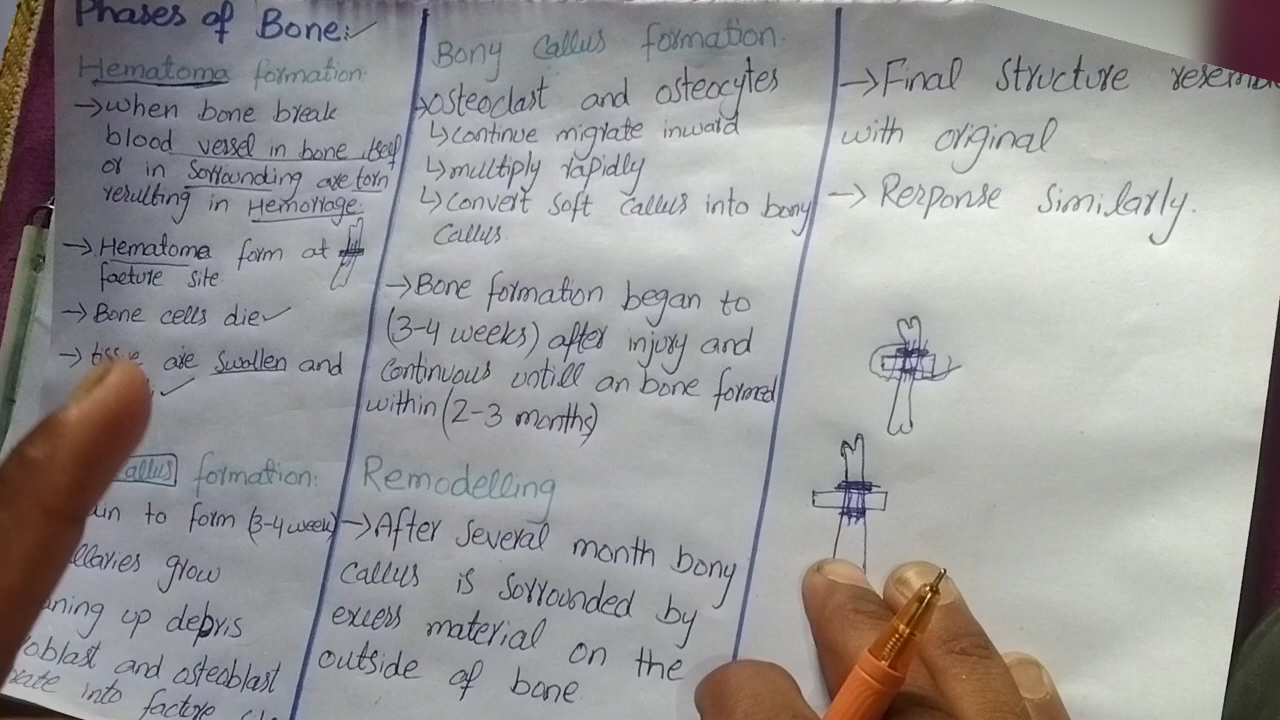 Phases of Bone:
Hematoma formation:
→ when bone break
blood vessel in bone itself
or in Sorrounding are torn
resulting in Hemorrage.
→ Hematoma form at
facture site
→ Bone cells die
→ are Swollen and
Callus formation:
to form (3-4 week)
grow
up debris
and osteoblast
into facture
Bony Callus formation.
→ osteoclast and osteocytes
↳ continue migrate inward
↳ multiply rapidly
↳ Convert Soft Callus into bony
Callus.
→ Bone formation began to
(3-4 weeks) after injury and
continuous untill an bone formed
within (2-3 months)
Remodelling
→ After several month bony
callus is sorrounded by
excess material on the
outside of bone.
→ Final structure
with original
→ Response Similarly.